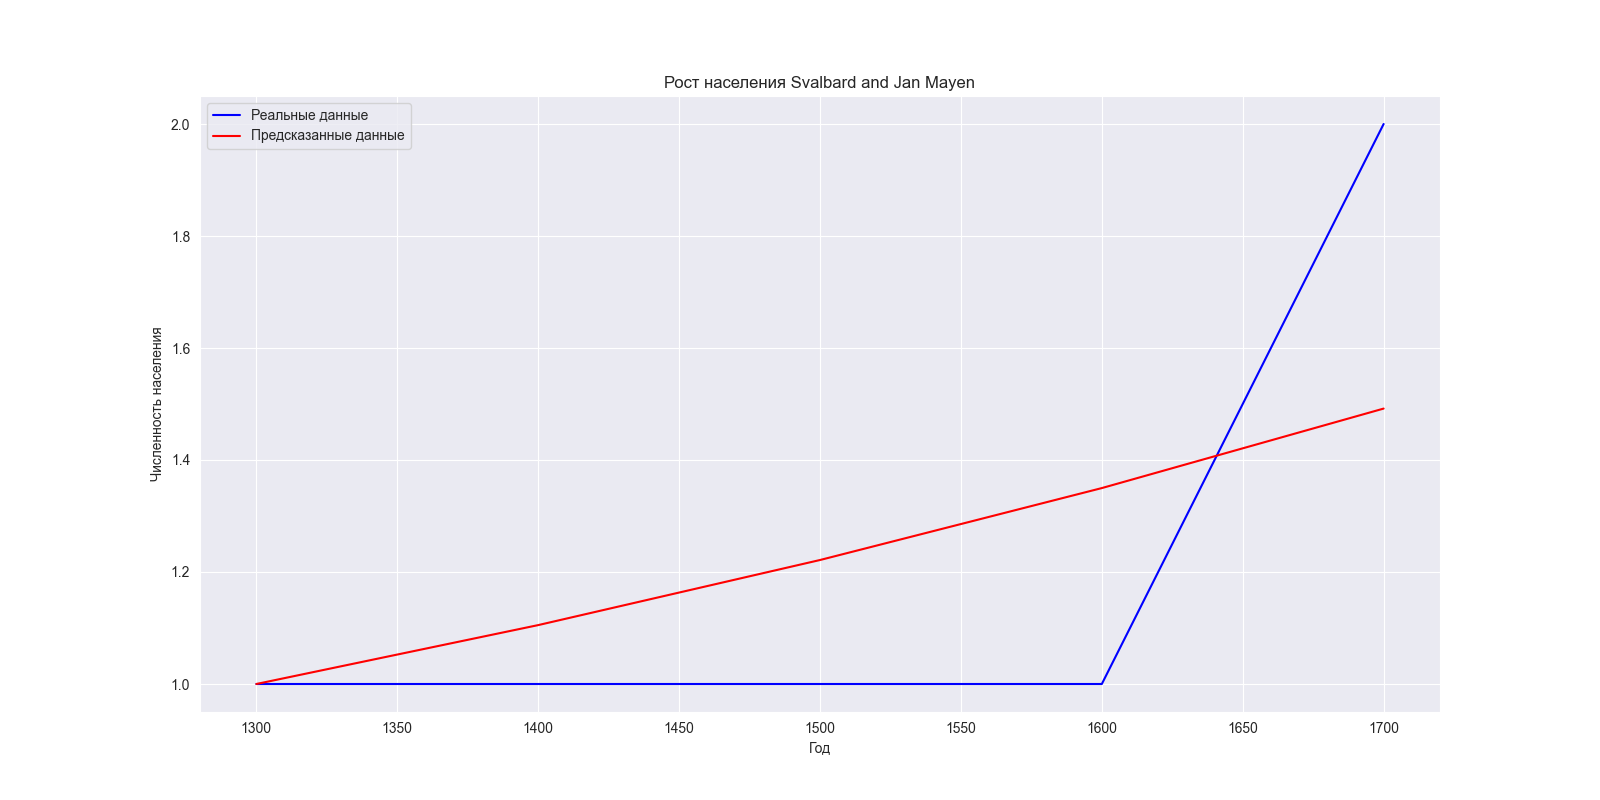 Рост населения Svalbard and Jan Mayen
Реальные данные
Предсказанные данные
Численность населения
2.0
1.8
1.6
1.4
1.2
1.0
1300 1350 1400 1450 1500 1550 1600 1650 1700
Год